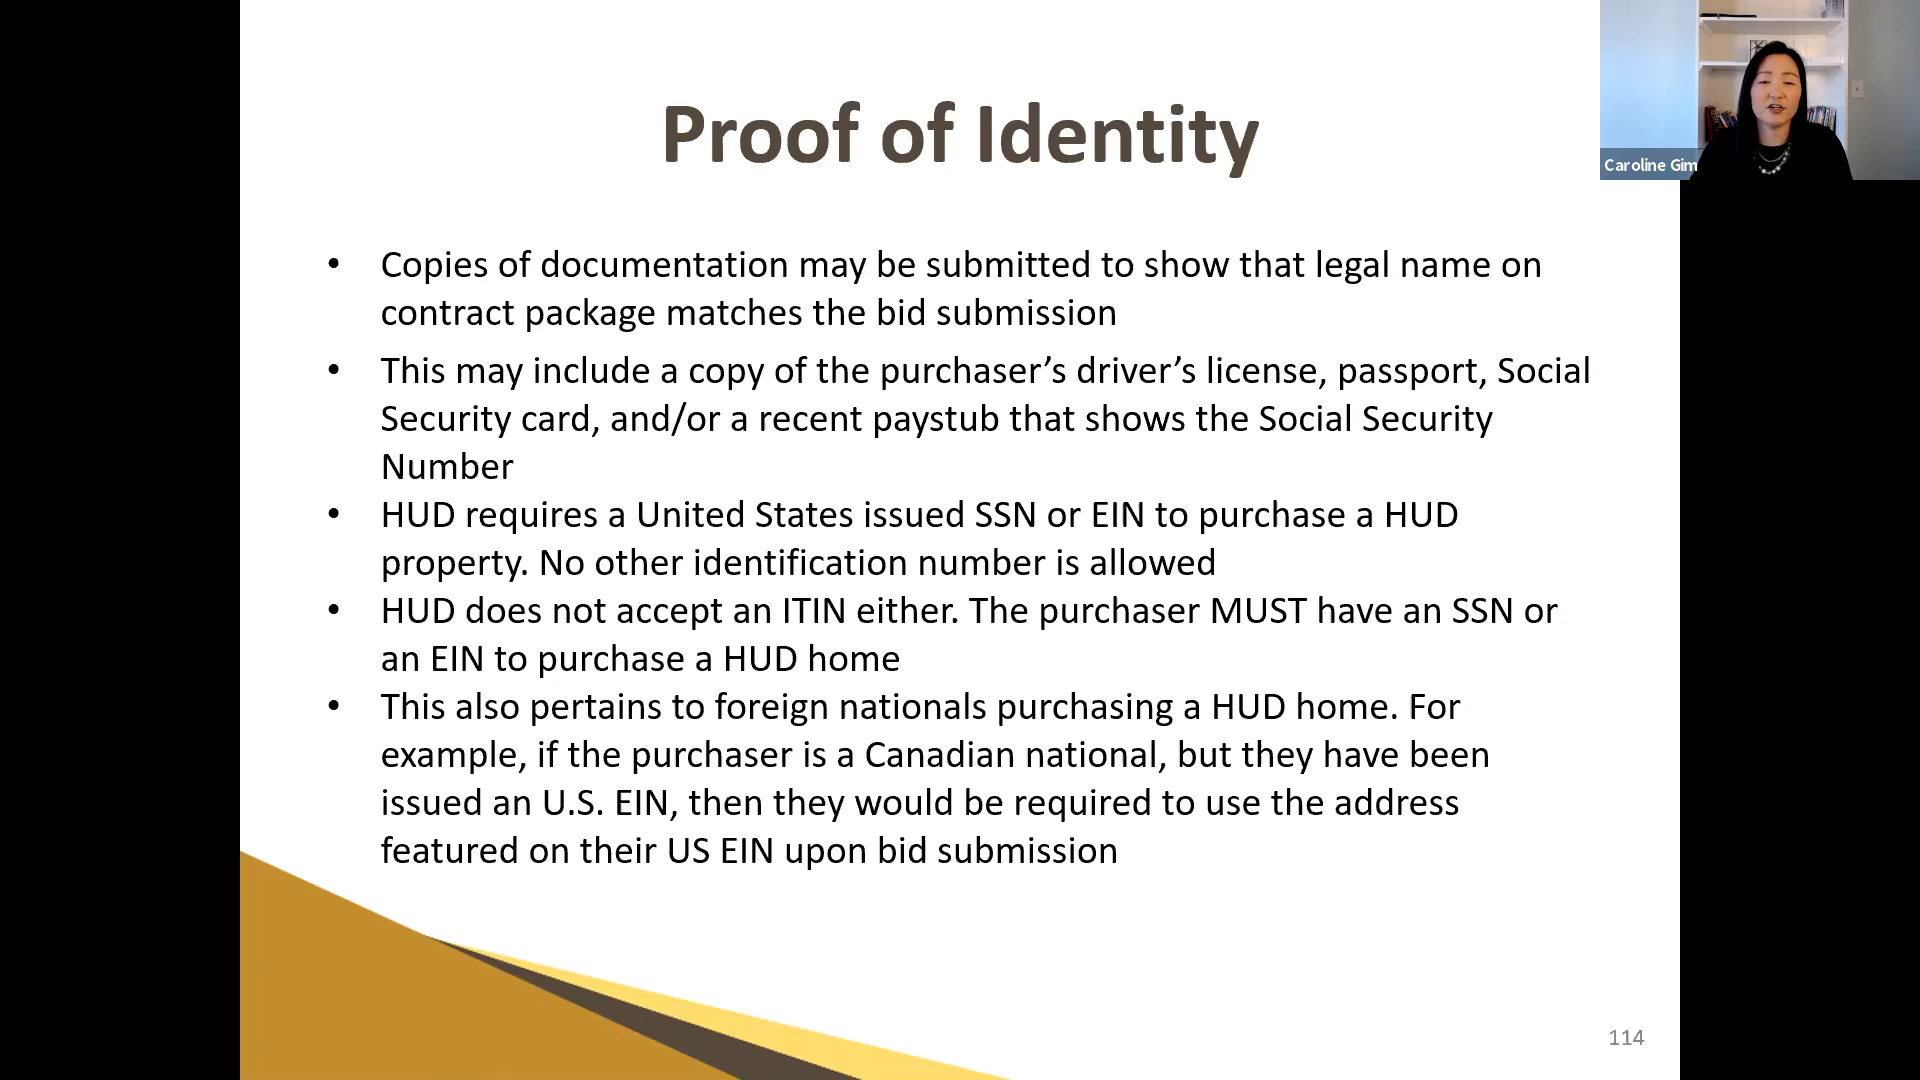 Proof of Identity
Caroline Gim
• Copies of documentation may be submitted to show that legal name on
contract package matches the bid submission
• This may include a copy of the purchaser’s driver’s license, passport, Social
Security card, and/or a recent paystub that shows the Social Security
Number
• HUD requires a United States issued SSN or EIN to purchase a HUD
property. No other identification number is allowed
• HUD does not accept an ITIN either. The purchaser MUST have an SSN or
an EIN to purchase a HUD home
• This also pertains to foreign nationals purchasing a HUD home. For
example, if the purchaser is a Canadian national, but they have been
issued an U.S. EIN, then they would be required to use the address
featured on their US EIN upon bid submission
114